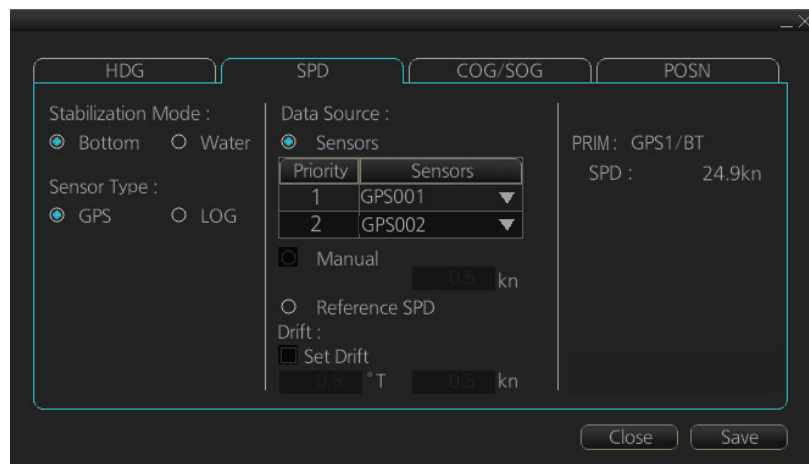 HDG SPD COG/SOG POSN
Stabilization Mode :
Bottom Water
Sensor Type :
GPS LOG
Data Source :
Sensors
Priority Sensors
1 GPS001
2 GPS002
Manual
0.5 kn
Reference SPD
Drift :
Set Drift
0.5 °T 0.5 kn
PRIM : GPS1/BT
SPD : 24.9kn
Close Save